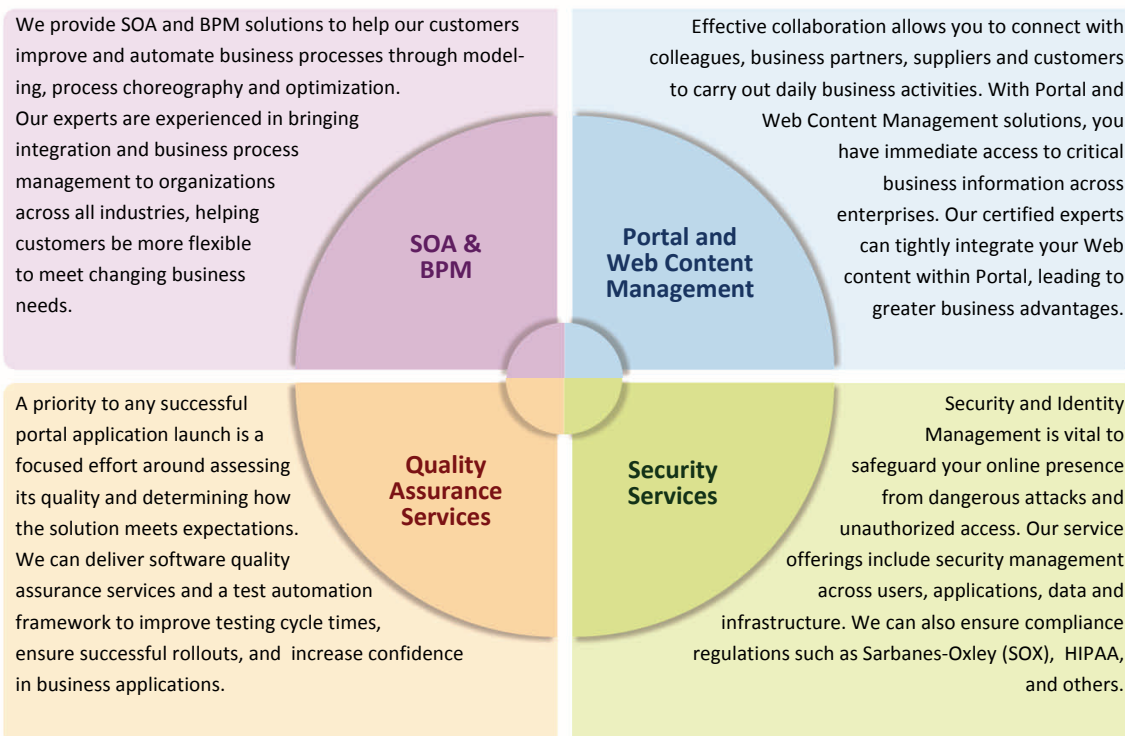 We provide SOA and BPM solutions to help our customers
improve and automate business processes through model-
ing, process choreography and optimization.
Our experts are experienced in bringing
integration and business process
management to organizations
across all industries, helping
customers be more flexible
to meet changing business
needs.
SOA &
BPM
Effective collaboration allows you to connect with
colleagues, business partners, suppliers and customers
to carry out daily business activities. With Portal and
Web Content Management solutions, you
have immediate access to critical
business information across
enterprises. Our certified experts
can tightly integrate your Web
content within Portal, leading to
greater business advantages.
Portal and
Web Content
Management
A priority to any successful
portal application launch is a
focused effort around assessing
its quality and determining how
the solution meets expectations.
We can deliver software quality
assurance services and a test automation
framework to improve testing cycle times,
ensure successful rollouts, and  increase confidence
in business applications.
Quality
Assurance
Services
Security
Services
Security and Identity
Management is vital to
safeguard your online presence
from dangerous attacks and
unauthorized access. Our service
offerings include security management
across users, applications, data and
infrastructure. We can also ensure compliance
regulations such as Sarbanes-Oxley (SOX),  HIPAA,
and others.